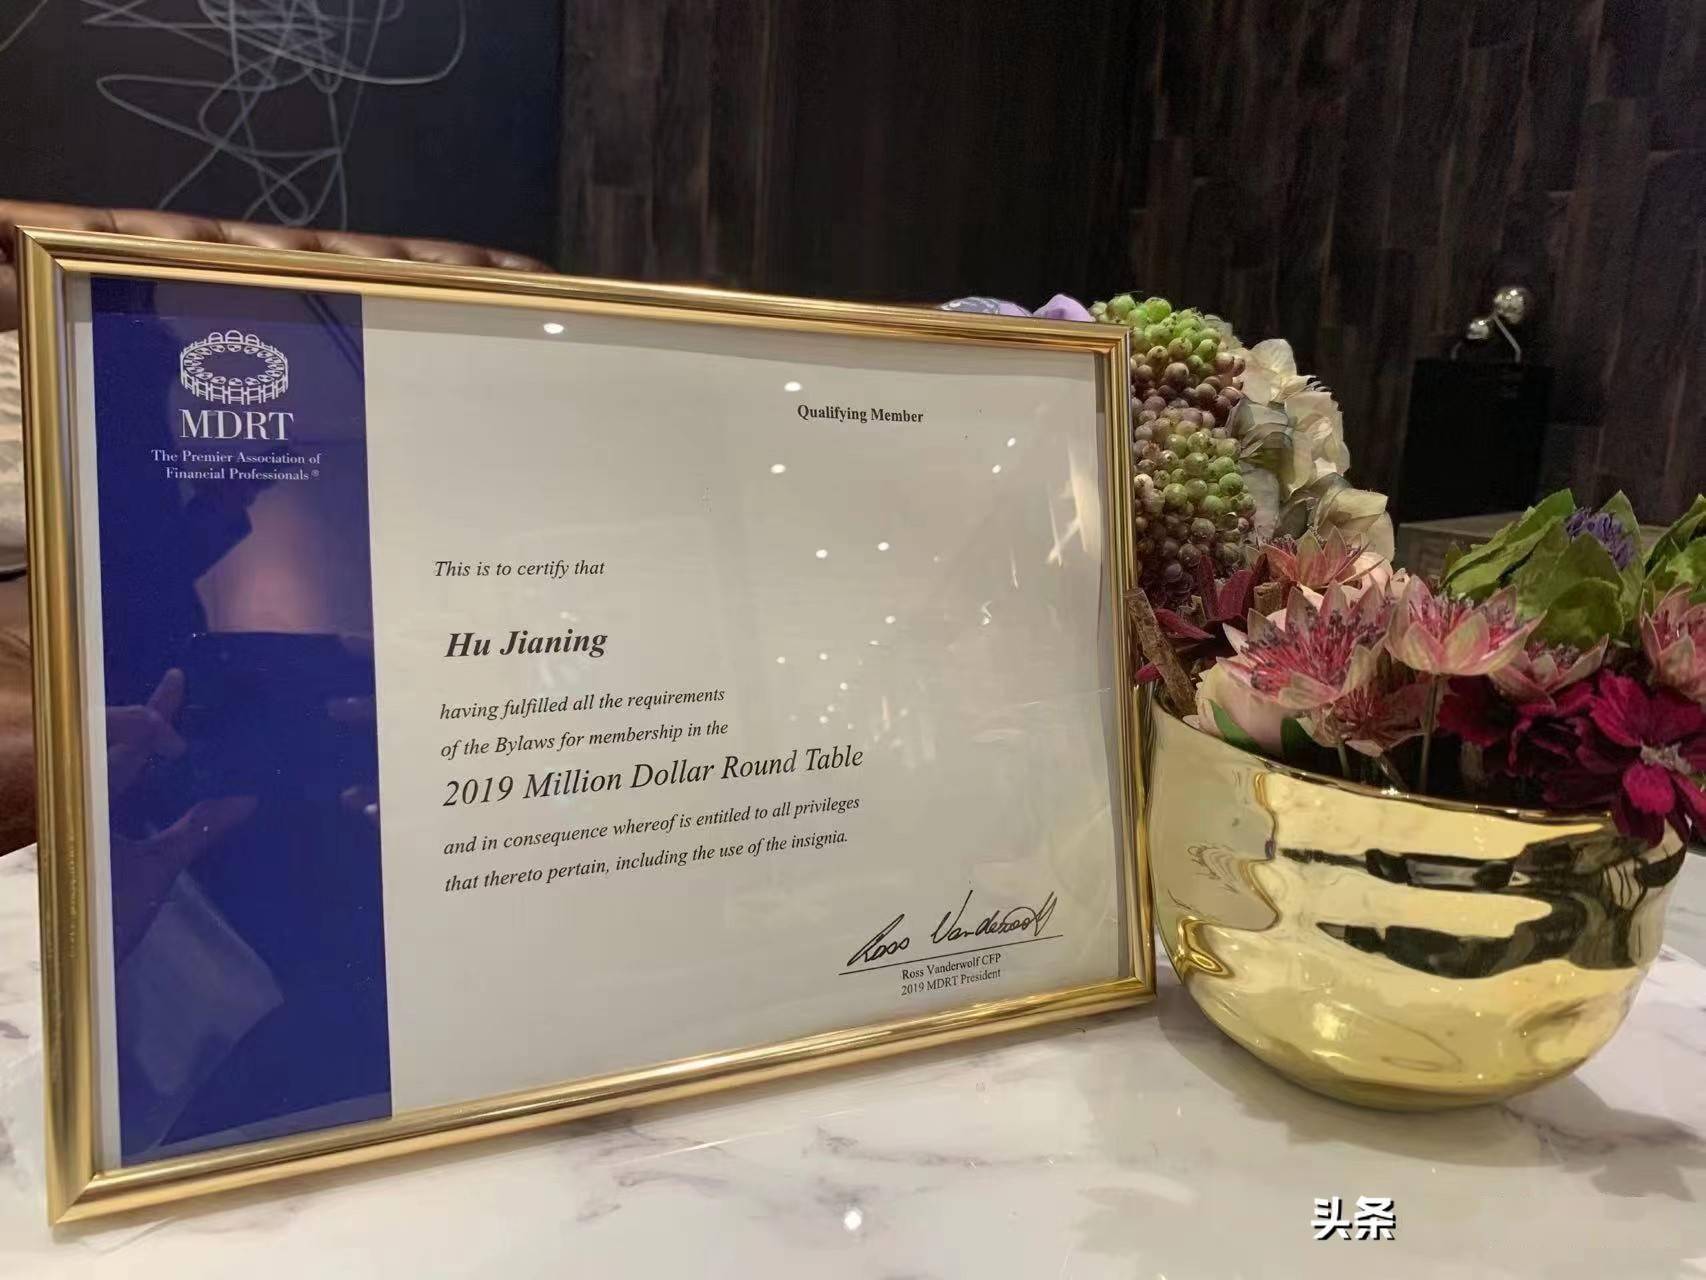 MDRT
The Premier Association of
Financial Professionals®
Qualifying Member
This is to certify that
Hu Jianing
having fulfilled all the requirements
of the Bylaws for membership in the
2019 Million Dollar Round Table
and in consequence whereof is entitled to all privileges
that thereto pertain, including the use of the insignia.
Ross Vanderwolf
Ross Vanderwolf CFP
2019 MDRT President
头条